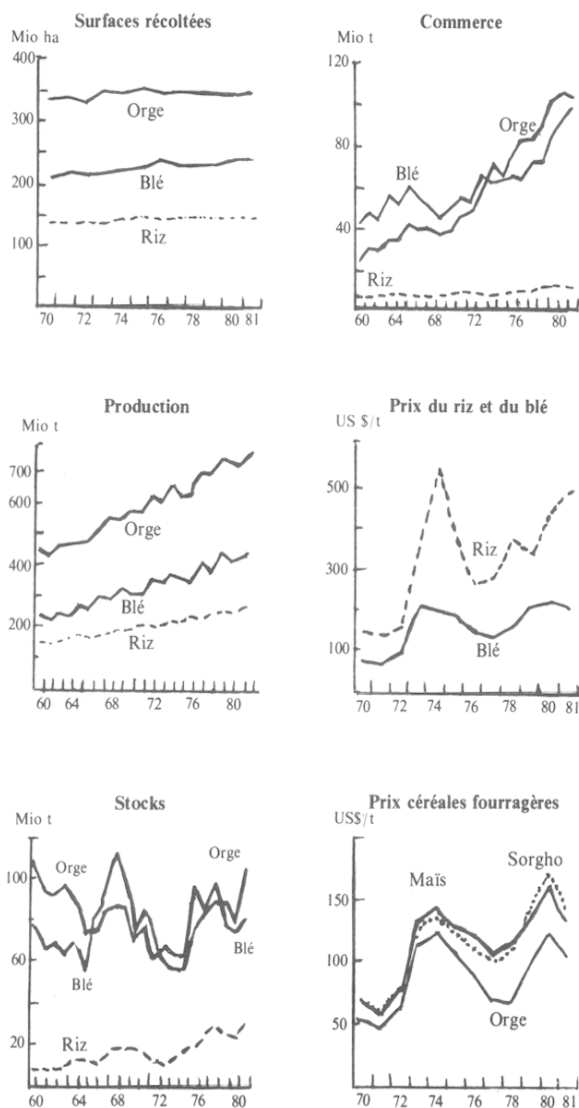 Surfaces récoltées
Mio ha
400
350
250
150
Orge
Blé
Riz
70 72 74 76 78 80 81
Commerce
Mio t
120
80
40
Orge
Blé
Riz
60 64 68 72 76 80
Production
Mio t
700
600
400
200
Orge
Blé
Riz
60 64 68 72 76 80
Prix du riz et du blé
US $/t
500
300
100
Riz
Blé
70 72 74 76 78 80 81
Stocks
Mio t
100
60
20
Orge
Orge
Blé
Blé
Riz
60 64 68 72 76 80
Prix céréales fourragères
US$/t
150
100
50
Maïs
Sorgho
Orge
70 72 74 76 78 80 81